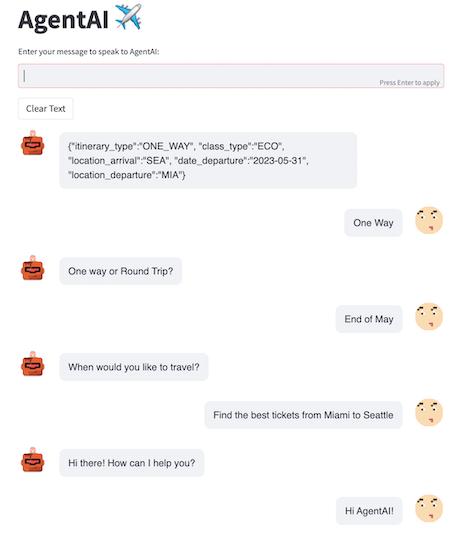 AgentAI
Enter your message to speak to AgentAI:
Press Enter to apply
Clear Text
{"itinerary_type":"ONE_WAY", "class_type":"ECO",
"location_arrival":"SEA", "date_departure":"2023-05-31",
"location_departure":"MIA"}
One Way
One way or Round Trip?
End of May
When would you like to travel?
Find the best tickets from Miami to Seattle
Hi there! How can I help you?
Hi AgentAI!